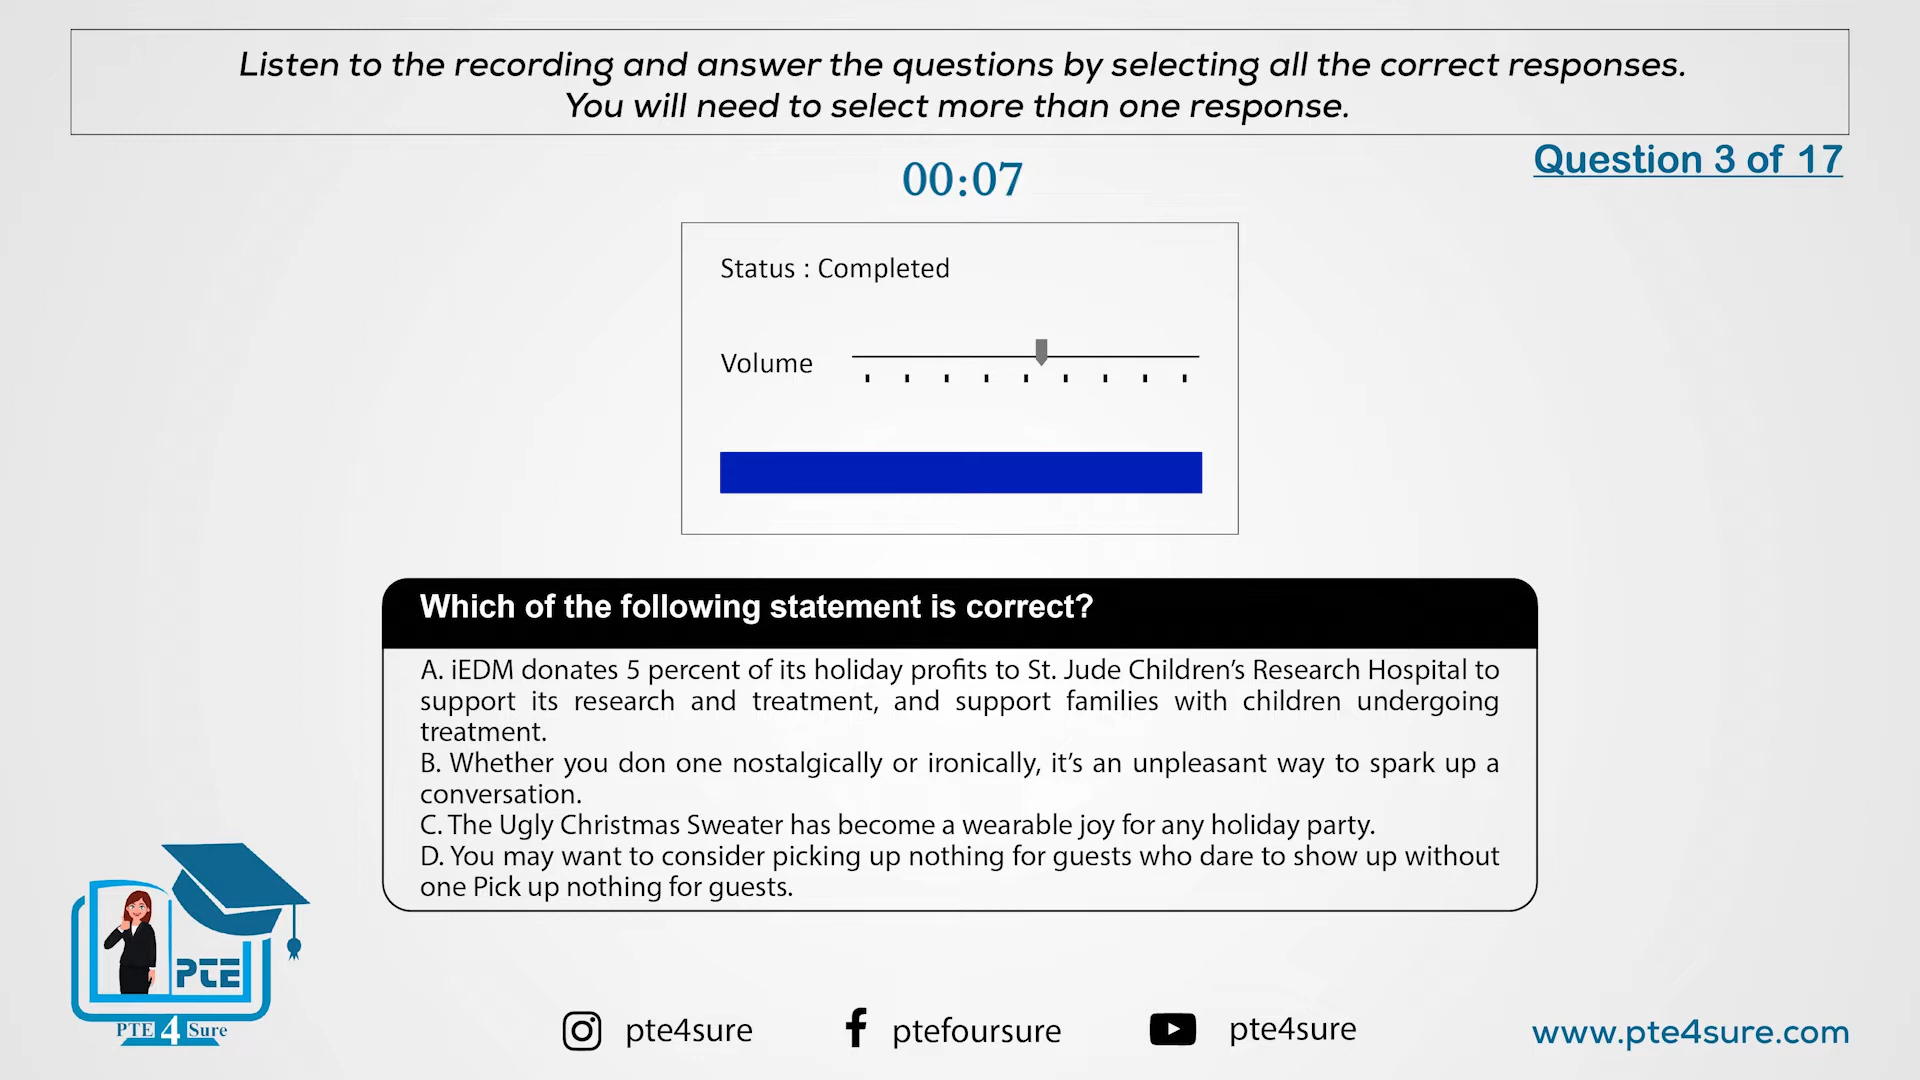 Listen to the recording and answer the questions by selecting all the correct responses.
You will need to select more than one response.
Question 3 of 17
00:07
Status : Completed
Volume
Which of the following statement is correct?
A. iEDM donates 5 percent of its holiday profits to St. Jude Children’s Research Hospital to
support its research and treatment, and support families with children undergoing
treatment.
B. Whether you don one nostalgically or ironically, it’s an unpleasant way to spark up a
conversation.
C. The Ugly Christmas Sweater has become a wearable joy for any holiday party.
D. You may want to consider picking up nothing for guests who dare to show up without
one Pick up nothing for guests.
PTE
PTE 4 Sure
pte4sure
ptefoursure
pte4sure
www.pte4sure.com